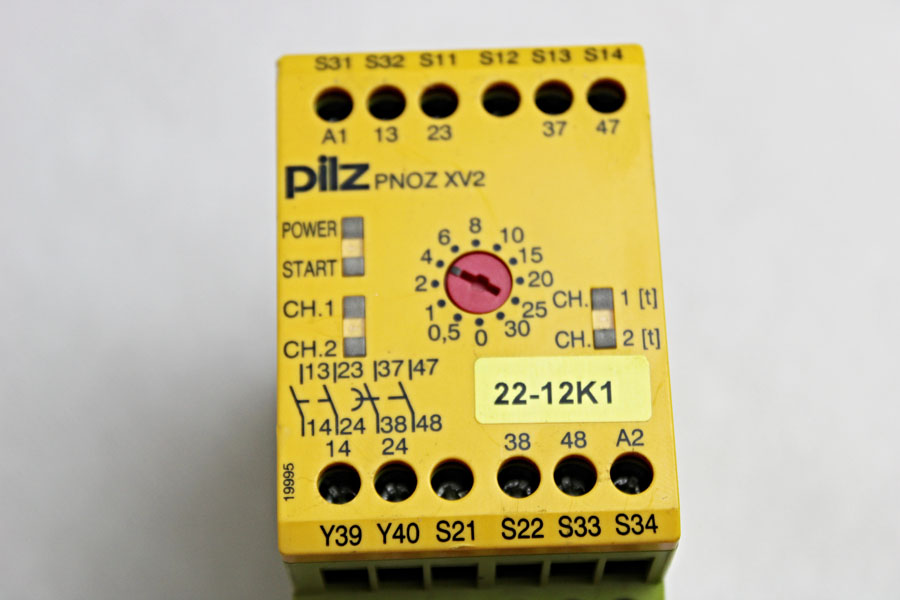 S31 S32 S11 S12 S13 S14
A1 13 23 37 47
pilz PNOZ XV2
POWER
START
CH.1
CH.2
8
6 10
4 15
2 20
1 25
0,5 0 30
CH. 1 [t]
CH. 2 [t]
13 23 37 47
14 24 38 48
22-12K1
14 24 38 48 A2
19995
Y39 Y40 S21 S22 S33 S34